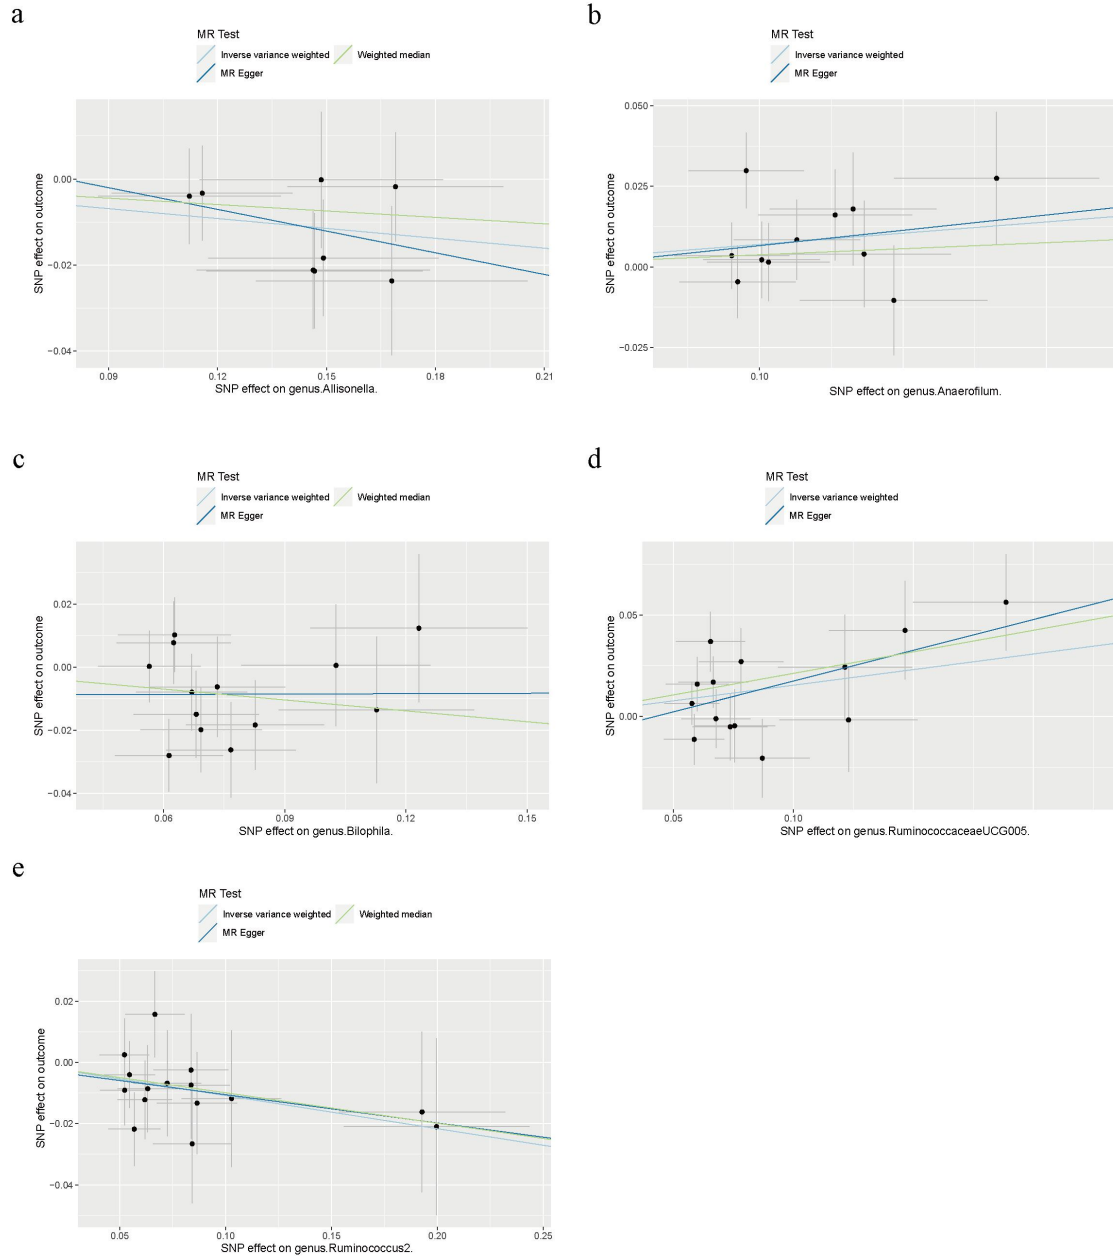 a
MR Test
Inverse variance weighted
Weighted median
MR Egger
0.00
−0.02
−0.04
SNP effect on outcome
0.09
0.12
0.15
0.18
0.21
SNP effect on genus.Allisonella.
b
MR Test
Inverse variance weighted
MR Egger
0.050
0.025
0.000
−0.025
SNP effect on outcome
0.10
SNP effect on genus.Anaerofilum.
c
MR Test
Inverse variance weighted
Weighted median
MR Egger
0.02
0.00
−0.02
−0.04
SNP effect on outcome
0.06
0.09
0.12
0.15
SNP effect on genus.Bilophila.
d
MR Test
Inverse variance weighted
MR Egger
0.05
0.00
SNP effect on outcome
0.05
0.10
SNP effect on genus.RuminococcaceaeUCG005.
e
MR Test
Inverse variance weighted
Weighted median
MR Egger
0.02
0.00
−0.02
−0.04
SNP effect on outcome
0.05
0.10
0.15
0.20
0.25
SNP effect on genus.Ruminococcus2.